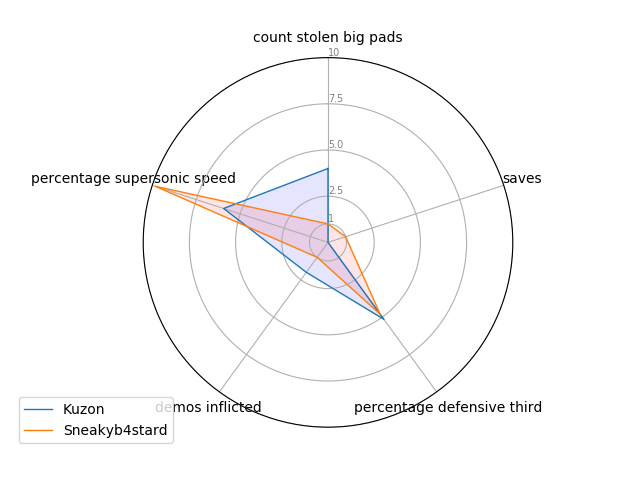 count stolen big pads
10
7.5
5.0
2.5
1
percentage supersonic speed
saves
demos inflicted
percentage defensive third
Kuzon
Sneakyb4stard